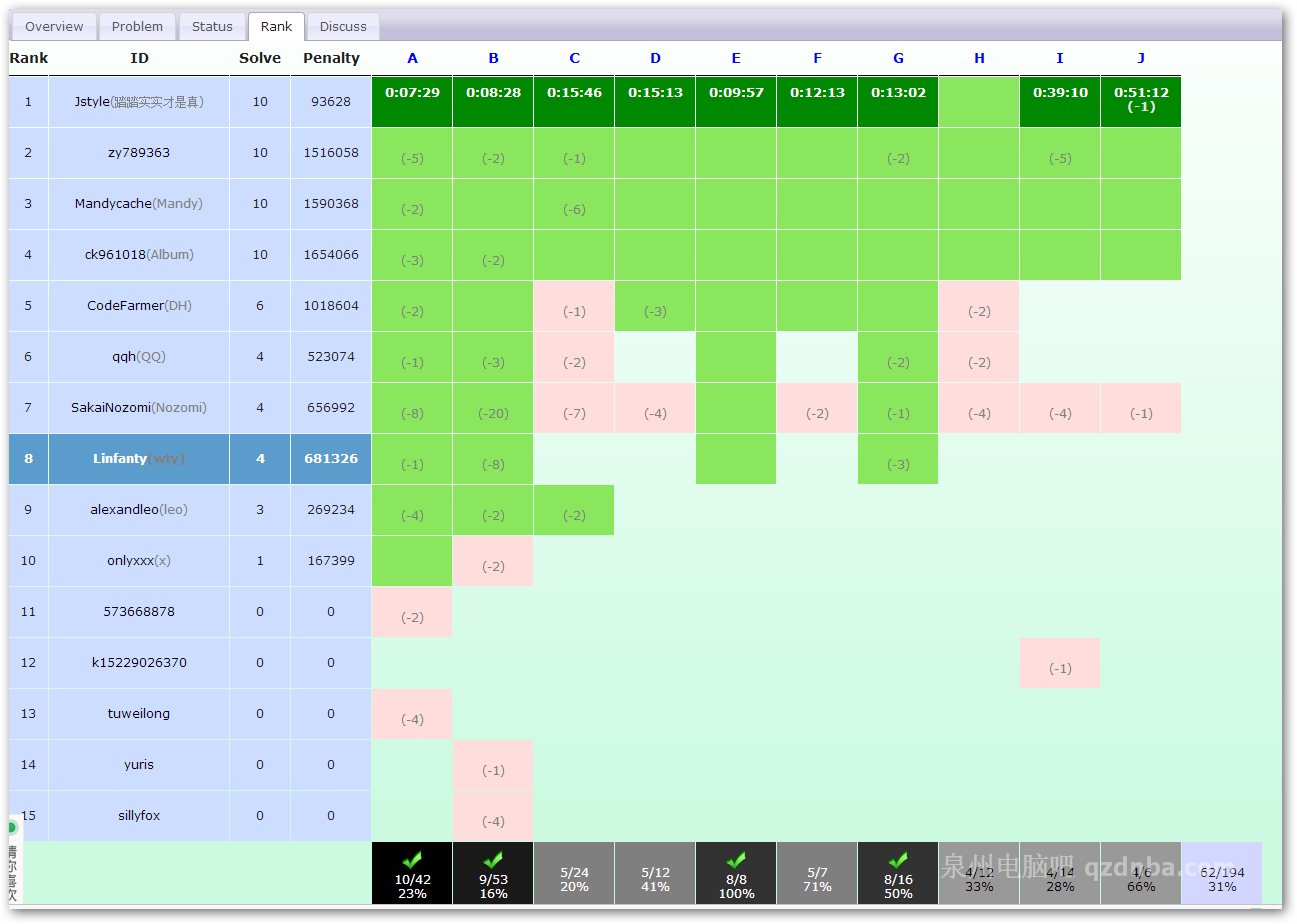 Overview Problem Status Rank Discuss
Rank ID Solve Penalty A B C D E F G H I J
1 Jstyle(踏踏实实才是真) 10 93628 0:07:29 0:08:28 0:15:46 0:15:13 0:09:57 0:12:13 0:13:02 0:39:10 0:51:12
(-1)
2 zy789363 10 1516058 (-5) (-2) (-1) (-2) (-5)
3 Mandycache(Mandy) 10 1590368 (-2) (-6)
4 ck961018(Album) 10 1654066 (-3) (-2)
5 CodeFarmer(DH) 6 1018604 (-2) (-1) (-3) (-2)
6 qqh(QQ) 4 523074 (-1) (-3) (-2) (-2) (-2)
7 SakaiNozomi(Nozomi) 4 656992 (-8) (-20) (-7) (-4) (-2) (-1) (-4) (-4) (-1)
8 Linfanty(wty) 4 681326 (-1) (-8) (-3)
9 alexandleo(leo) 3 269234 (-4) (-2) (-2)
10 onlyxxx(x) 1 167399 (-2)
11 573668878 0 0 (-2)
12 k15229026370 0 0 (-1)
13 tuweilong 0 0 (-4)
14 yuris 0 0 (-1)
15 sillyfox 0 0 (-4)
猜你喜欢
泉州电脑吧 qzdnba.com
10/42 9/53 5/24 5/12 8/8 5/7 8/16 4/12 4/14 4/6 62/194
23% 16% 20% 41% 100% 71% 50% 33% 28% 66% 31%